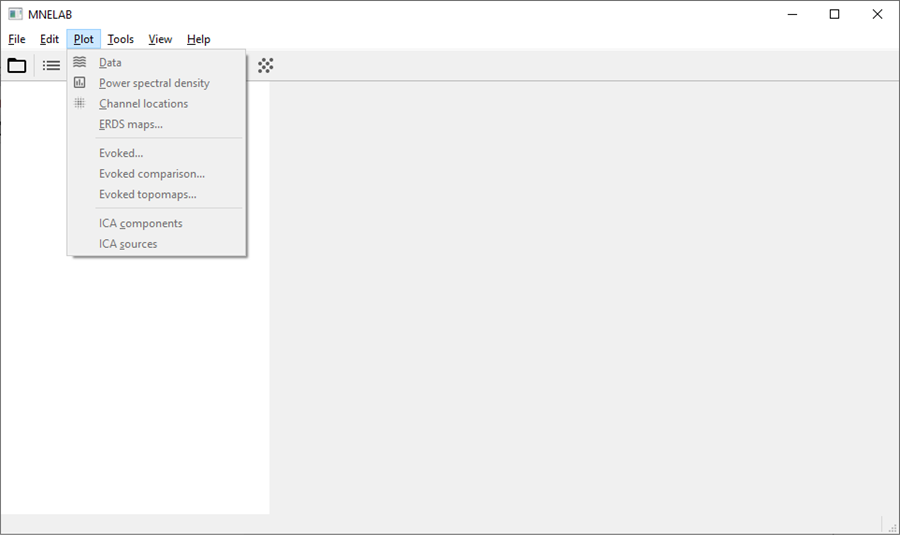 MNELAB
File Edit Plot Tools View Help
Data
Power spectral density
Channel locations
ERDS maps...
Evoked...
Evoked comparison...
Evoked topomaps...
ICA components
ICA sources